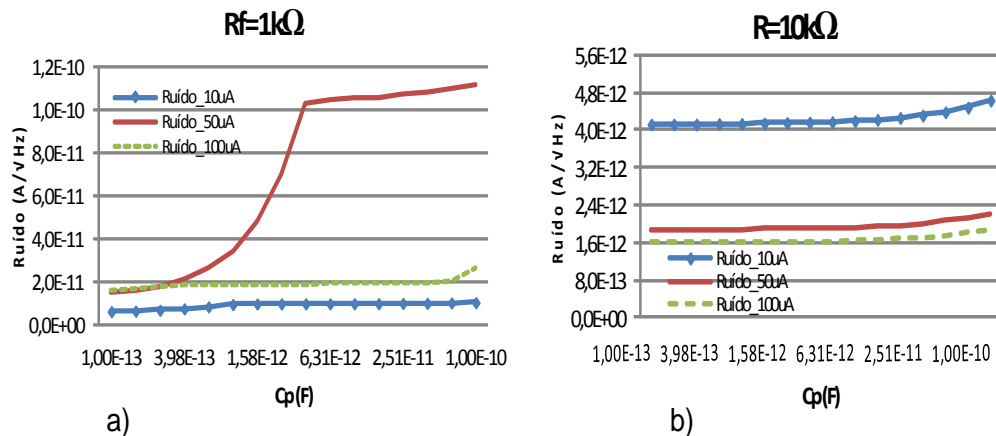 Rf=1kΩ
1,2E-10
1,0E-10
8,0E-11
6,0E-11
4,0E-11
2,0E-11
0,0E+00
Ruído (A/√Hz)
Ruído_10uA
Ruído_50uA
Ruído_100uA
1,00E-13 3,98E-13 1,58E-12 6,31E-12 2,51E-11 1,00E-10
Cp(F)
a)
R=10kΩ
5,6E-12
4,8E-12
4,0E-12
3,2E-12
2,4E-12
1,6E-12
8,0E-13
0,0E+00
Ruído (A/√Hz)
Ruído_10uA
Ruído_50uA
Ruído_100uA
1,00E-13 3,98E-13 1,58E-12 6,31E-12 2,51E-11 1,00E-10
Cp(F)
b)